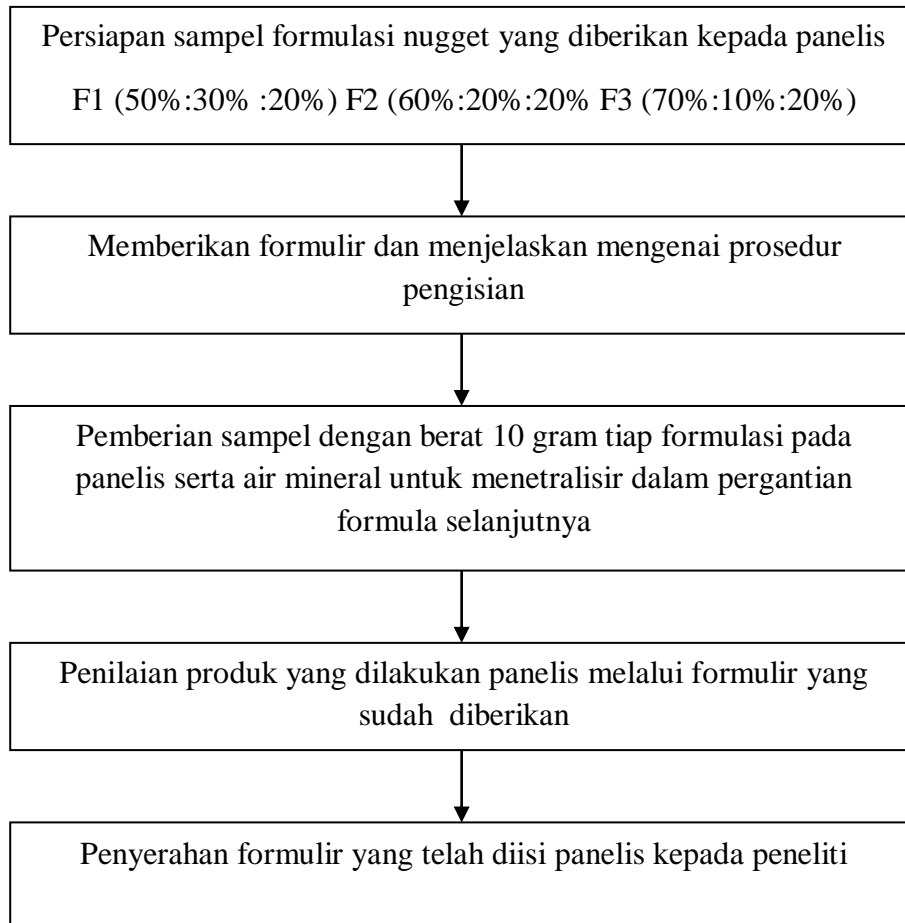 Persiapan sampel formulasi nugget yang diberikan kepada panelis
F1 (50%:30% :20%) F2 (60%:20%:20% F3 (70%:10%:20%)
Memberikan formulir dan menjelaskan mengenai prosedur
pengisian
Pemberian sampel dengan berat 10 gram tiap formulasi pada
panelis serta air mineral untuk menetralisir dalam pergantian
formula selanjutnya
Penilaian produk yang dilakukan panelis melalui formulir yang
sudah  diberikan
Penyerahan formulir yang telah diisi panelis kepada peneliti